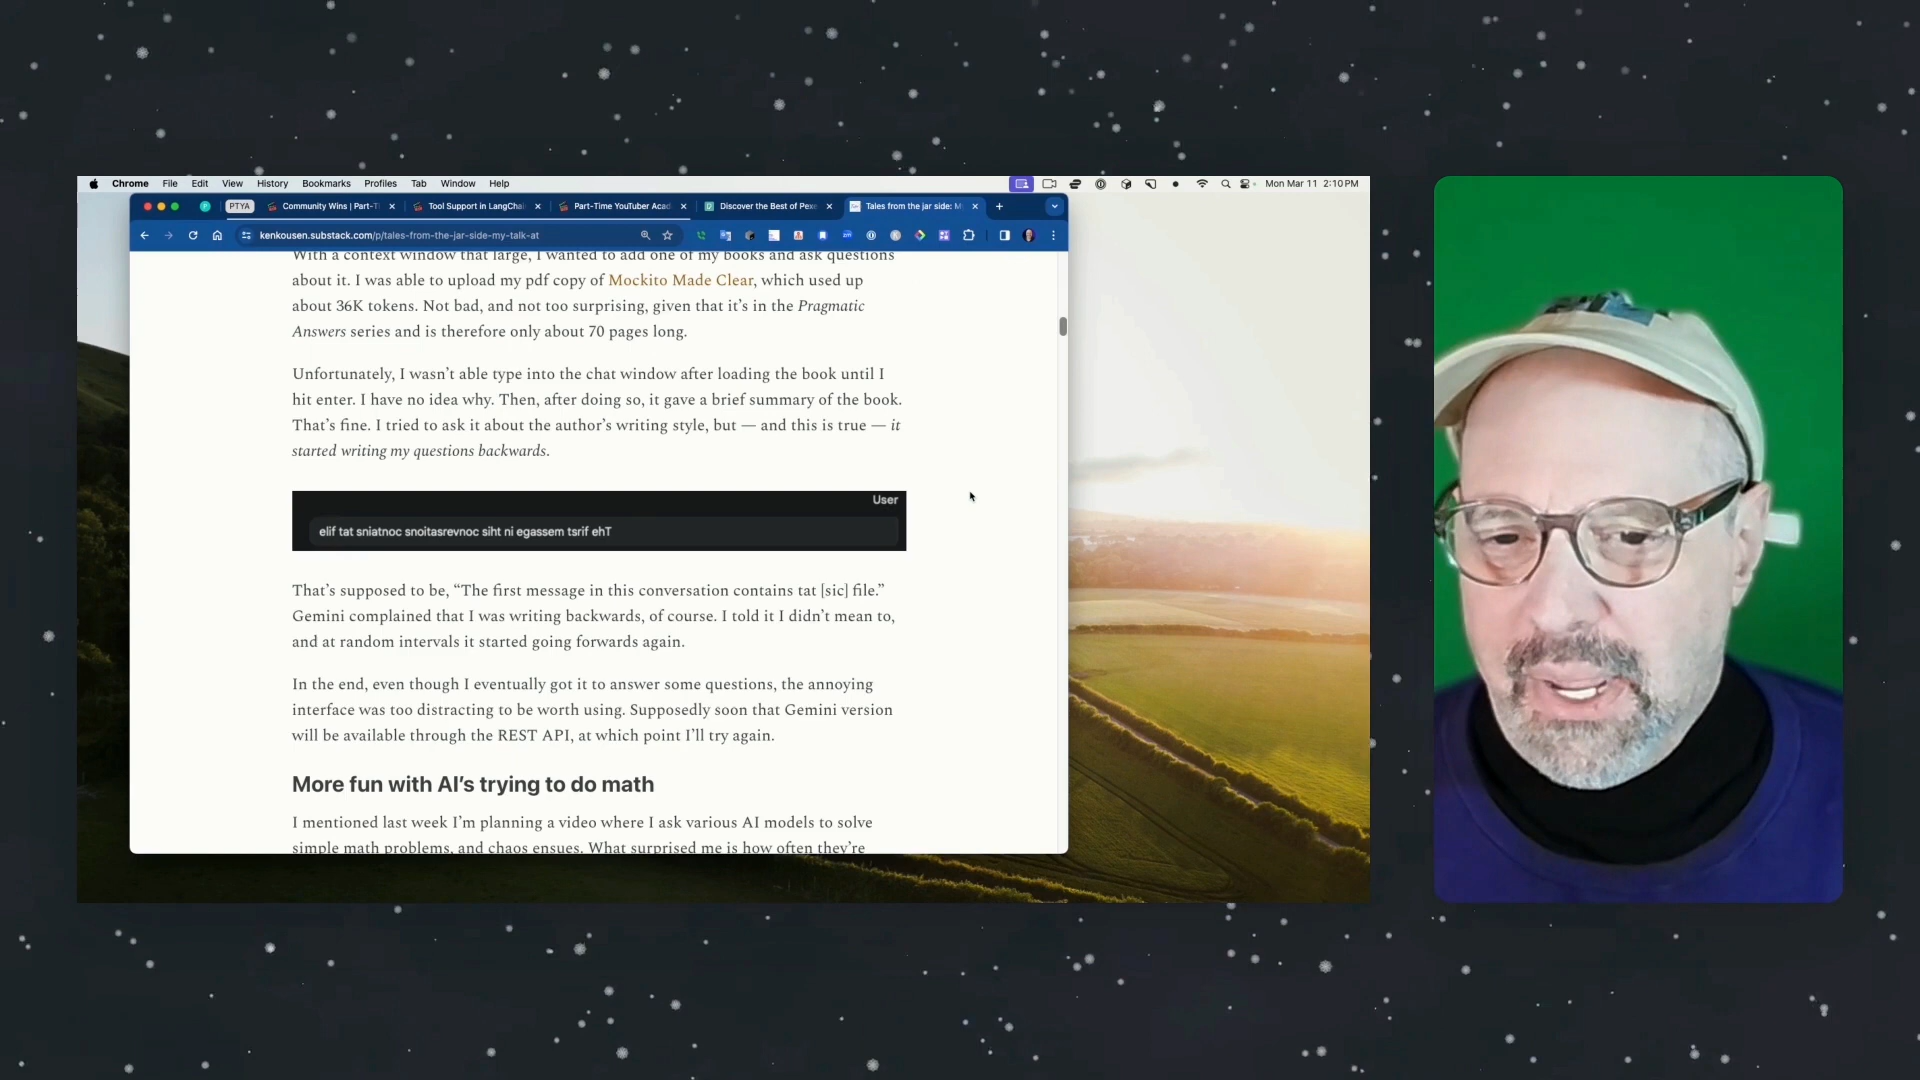 Chrome File Edit View History Bookmarks Profiles Tab Window Help Mon Mar 11 2:10 PM
PTYA Community Wins | Part-Ti Tool Support in LangChai Part-Time YouTuber Acad Discover the Best of Pexe Tales from the jar side: M
kenkousen.substack.com/p/tales-from-the-jar-side-my-talk-at
With a context window that large, I wanted to add one of my books and ask questions
about it. I was able to upload my pdf copy of Mockito Made Clear, which used up
about 36K tokens. Not bad, and not too surprising, given that it’s in the Pragmatic
Answers series and is therefore only about 70 pages long.
Unfortunately, I wasn’t able type into the chat window after loading the book until I
hit enter. I have no idea why. Then, after doing so, it gave a brief summary of the book.
That’s fine. I tried to ask it about the author’s writing style, but — and this is true — it
started writing my questions backwards.
User
elif tat sniatnoc snoitasrevnoc siht ni egassem tsrif ehT
That’s supposed to be, “The first message in this conversation contains tat [sic] file.”
Gemini complained that I was writing backwards, of course. I told it I didn’t mean to,
and at random intervals it started going forwards again.
In the end, even though I eventually got it to answer some questions, the annoying
interface was too distracting to be worth using. Supposedly soon that Gemini version
will be available through the REST API, at which point I’ll try again.
More fun with AI’s trying to do math
I mentioned last week I’m planning a video where I ask various AI models to solve
simple math problems, and chaos ensues. What surprised me is how often they’re